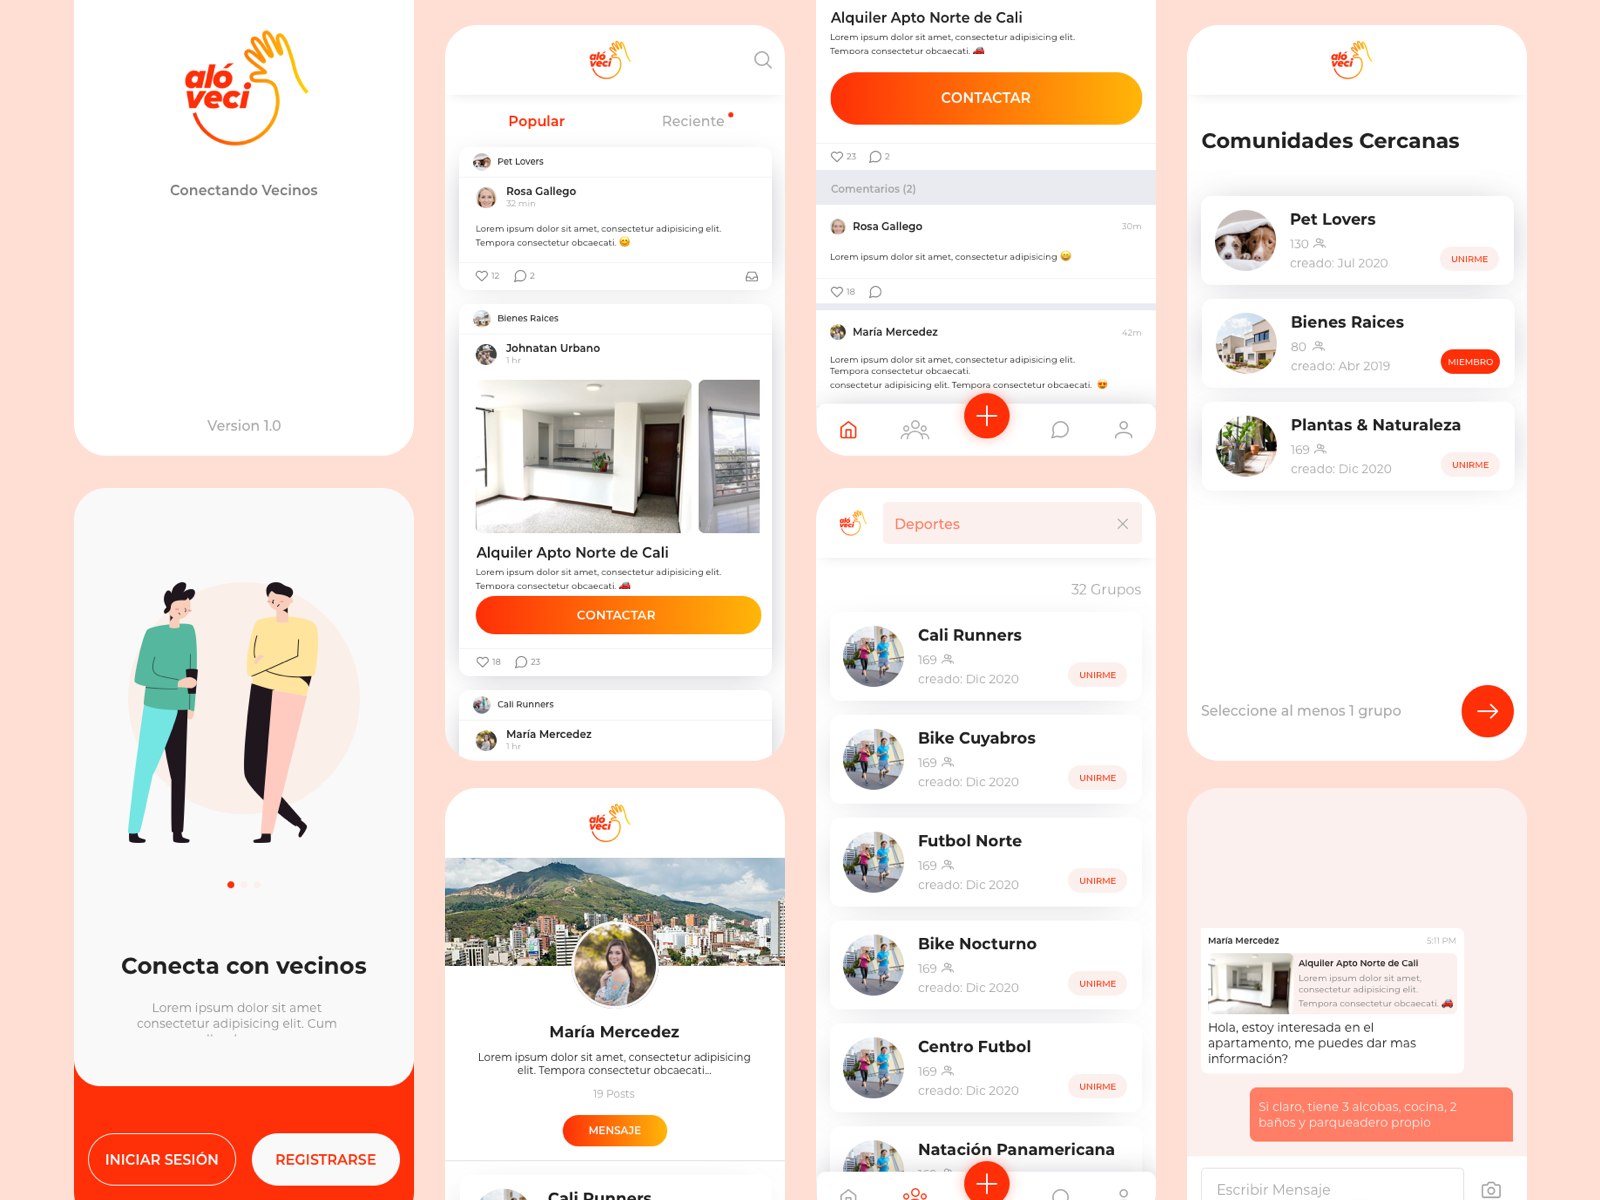 aló
veci
Conectando Vecinos
Version 1.0
Conecta con vecinos
Lorem ipsum dolor sit amet
consectetur adipisicing elit. Cum
INICIAR SESIÓN
REGISTRARSE
aló
veci
Popular
Reciente
Pet Lovers
Rosa Gallego
32 min
Lorem ipsum dolor sit amet, consectetur adipisicing elit.
Tempora consectetur obcaecati. 😄
12
2
Bienes Raices
Johnatan Urbano
1 hr
Alquiler Apto Norte de Cali
Lorem ipsum dolor sit amet, consectetur adipisicing elit.
Tempora consectetur obcaecati. 🚗
CONTACTAR
18
23
Cali Runners
María Mercedez
1 hr
aló
veci
María Mercedez
Lorem ipsum dolor sit amet, consectetur adipisicing
elit. Tempora consectetur obcaecati...
19 Posts
MENSAJE
Cali Runners
Alquiler Apto Norte de Cali
Lorem ipsum dolor sit amet, consectetur adipisicing elit.
Tempora consectetur obcaecati. 🚗
CONTACTAR
23
2
Comentarios (2)
Rosa Gallego
30m
Lorem ipsum dolor sit amet, consectetur adipisicing 😄
18
María Mercedez
42m
Lorem ipsum dolor sit amet, consectetur adipisicing elit.
Tempora consectetur obcaecati.
consectetur adipisicing elit. Tempora consectetur obcaecati. 😍
aló
veci
Deportes
32 Grupos
Cali Runners
169
creado: Dic 2020
UNIRME
Bike Cuyabros
169
creado: Dic 2020
UNIRME
Futbol Norte
169
creado: Dic 2020
UNIRME
Bike Nocturno
169
creado: Dic 2020
UNIRME
Centro Futbol
169
creado: Dic 2020
UNIRME
Natación Panamericana
169
aló
veci
Comunidades Cercanas
Pet Lovers
130
creado: Jul 2020
UNIRME
Bienes Raices
80
creado: Abr 2019
MIEMBRO
Plantas & Naturaleza
169
creado: Dic 2020
UNIRME
Seleccione al menos 1 grupo
María Mercedez
5:11 PM
Alquiler Apto Norte de Cali
Lorem ipsum dolor sit amet,
consectetur adipisicing elit.
Tempora consectetur obcaecati. 🚗
Hola, estoy interesada en el
apartamento, me puedes dar mas
información?
Si claro, tiene 3 alcobas, cocina, 2
baños y parqueadero propio
Escribir Mensaje